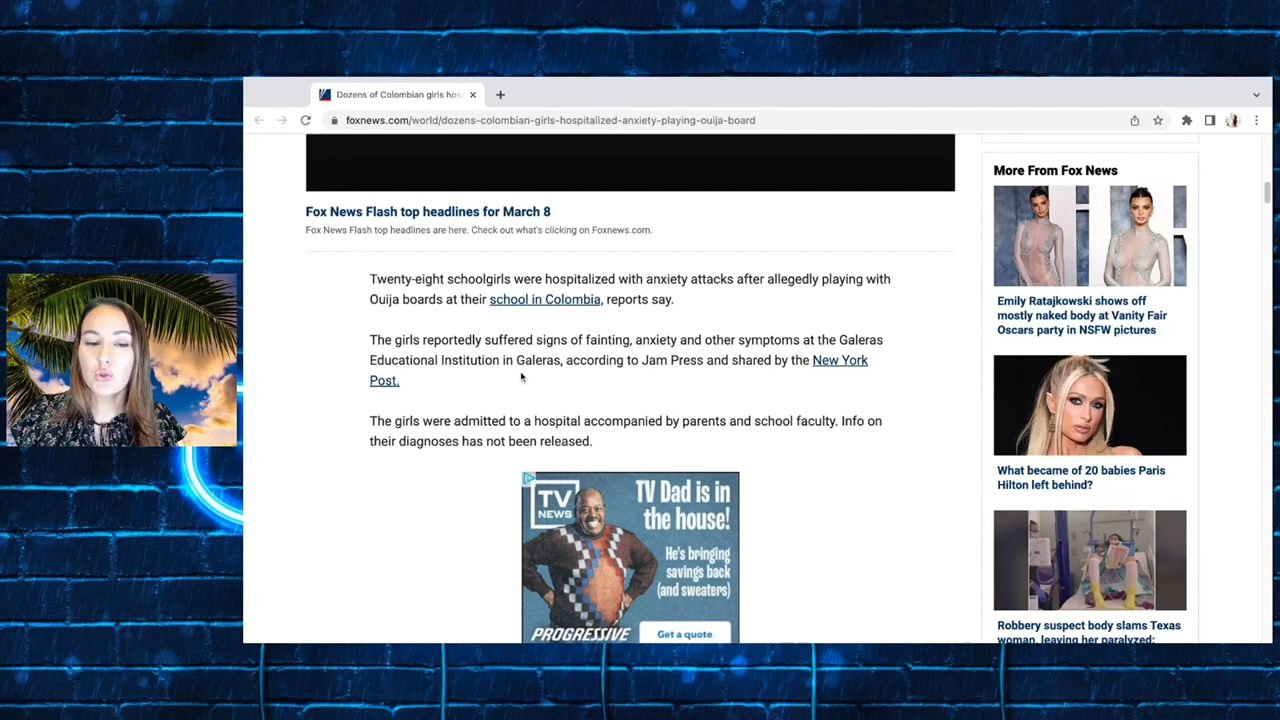 Dozens of Colombian girls hos
foxnews.com/world/dozens-colombian-girls-hospitalized-anxiety-playing-ouija-board
Fox News Flash top headlines for March 8
Fox News Flash top headlines are here. Check out what's clicking on Foxnews.com.
Twenty-eight schoolgirls were hospitalized with anxiety attacks after allegedly playing with
Ouija boards at their school in Colombia, reports say.
The girls reportedly suffered signs of fainting, anxiety and other symptoms at the Galeras
Educational Institution in Galeras, according to Jam Press and shared by the New York
Post.
The girls were admitted to a hospital accompanied by parents and school faculty. Info on
their diagnoses has not been released.
TV
NEWS
TV Dad is in
the house!
He's bringing
savings back
(and sweaters)
PROGRESSIVE
Get a quote
More From Fox News
Emily Ratajkowski shows off
mostly naked body at Vanity Fair
Oscars party in NSFW pictures
What became of 20 babies Paris
Hilton left behind?
Robbery suspect body slams Texas
woman, leaving her paralyzed: